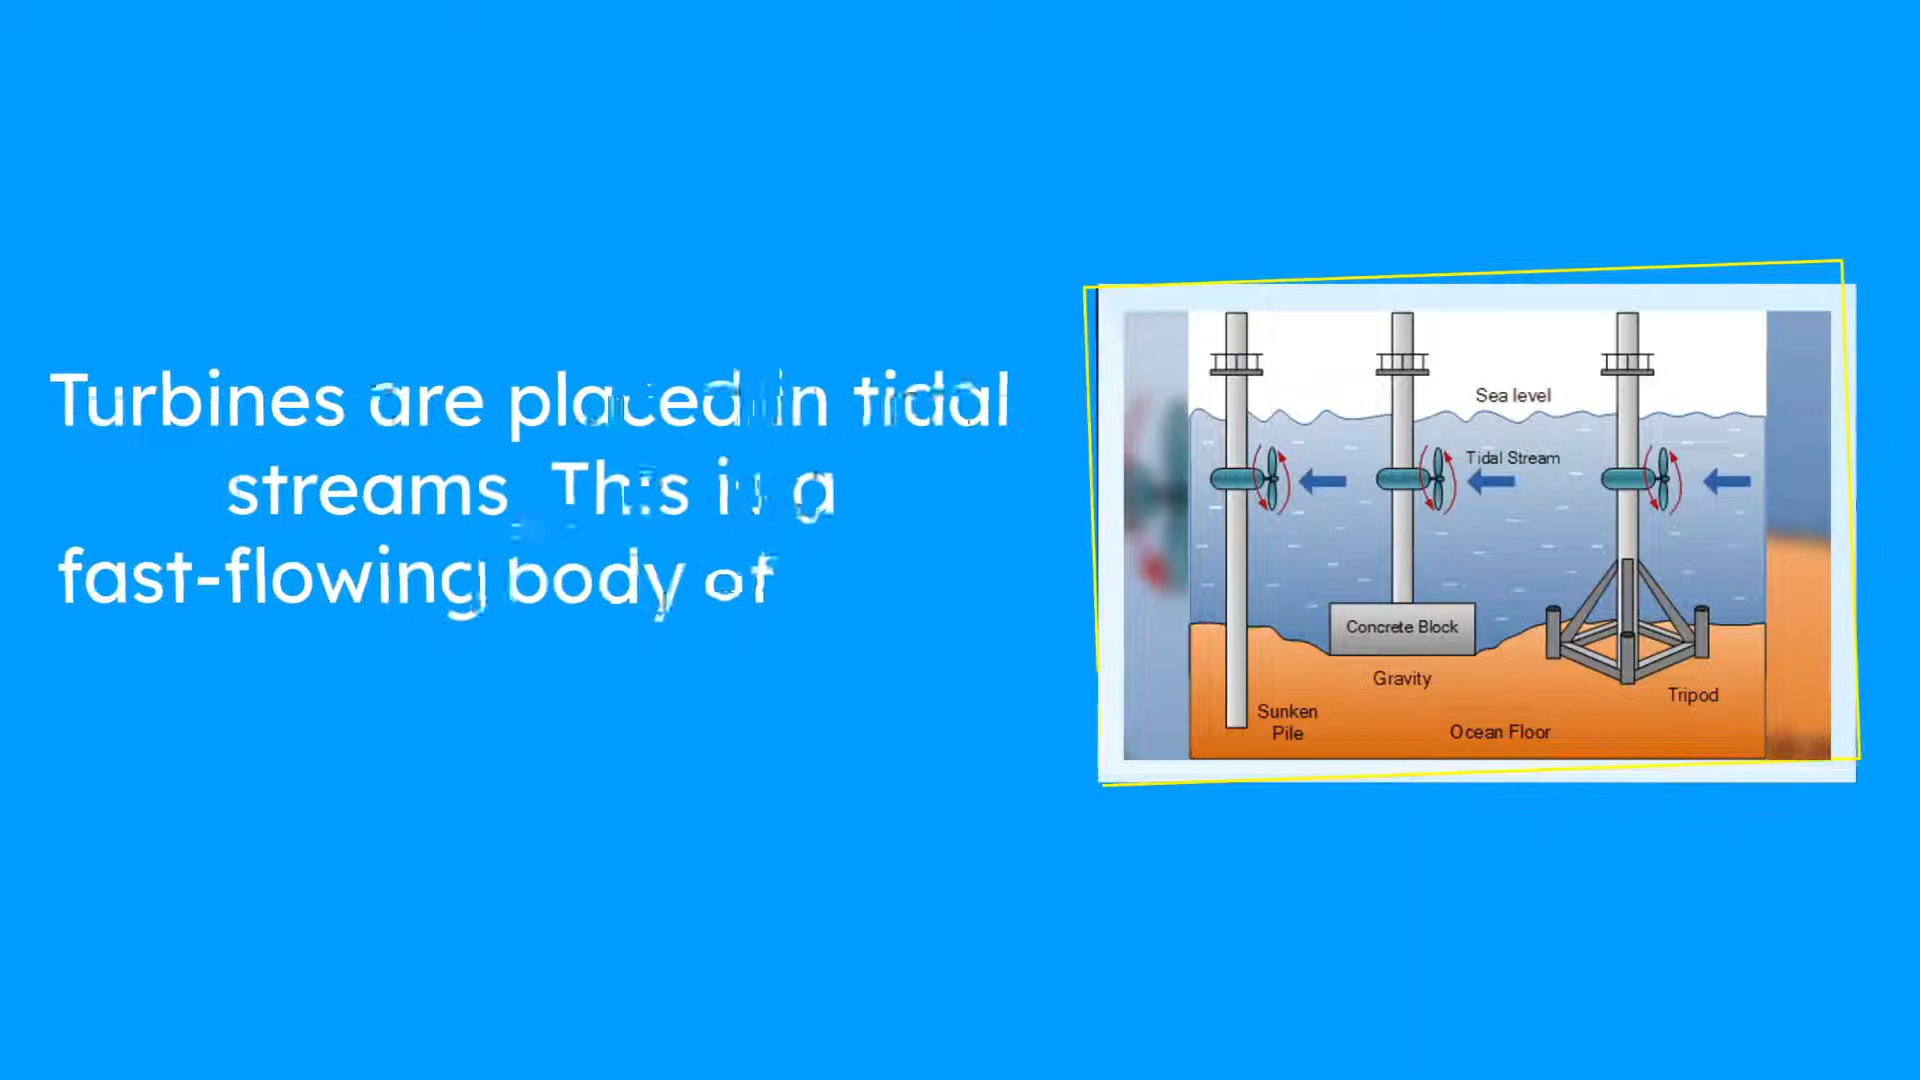 Turbines are placed in tidal
streams. This is a
fast-flowing body of
Sea level
Tidal Stream
Concrete Block
Gravity
Tripod
Sunken
Pile
Ocean Floor